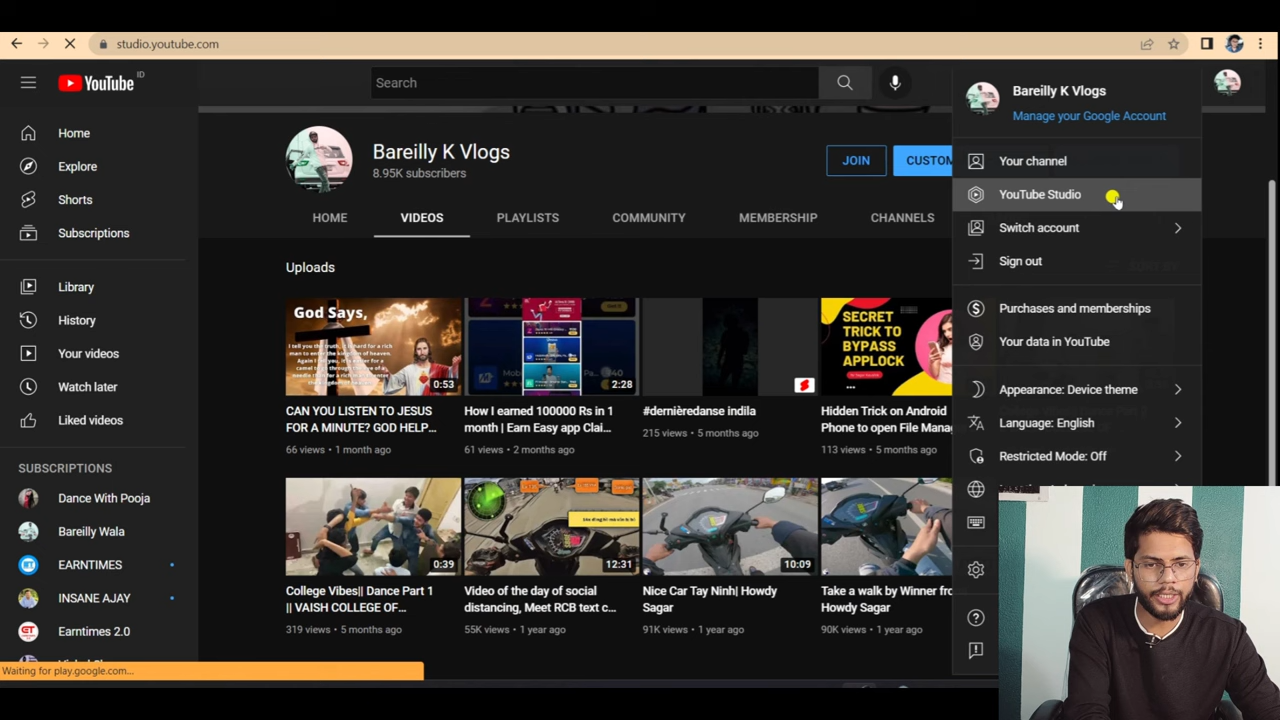 studio.youtube.com
YouTube ID
Search
Bareilly K Vlogs
Manage your Google Account
Your channel
YouTube Studio
Switch account
Sign out
Purchases and memberships
Your data in YouTube
Appearance: Device theme
Language: English
Restricted Mode: Off
Home
Explore
Shorts
Subscriptions
Library
History
Your videos
Watch later
Liked videos
SUBSCRIPTIONS
Dance With Pooja
Bareilly Wala
EARNTIMES
INSANE AJAY
Earntimes 2.0
Waiting for play.google.com...
Bareilly K Vlogs
8.95K subscribers
JOIN
CUSTOM
HOME
VIDEOS
PLAYLISTS
COMMUNITY
MEMBERSHIP
CHANNELS
Uploads
God Says,
0:53
CAN YOU LISTEN TO JESUS
FOR A MINUTE? GOD HELP...
66 views • 1 month ago
2:28
How I earned 100000 Rs in 1
month | Earn Easy app Clai...
61 views • 2 months ago
#dernièredanse indila
215 views • 5 months ago
SECRET
TRICK TO
BYPASS
APPLOCK
Hidden Trick on Android
Phone to open File Mana
113 views • 5 months
0:39
College Vibes|| Dance Part 1
|| VAISH COLLEGE OF...
319 views • 5 months ago
12:31
Video of the day of social
distancing, Meet RCB text c...
55K views • 1 year ago
10:09
Nice Car Tay Ninh| Howdy
Sagar
91K views • 1 year ago
Take a walk by Winner fro
Howdy Sagar
90K views • 1 year ago